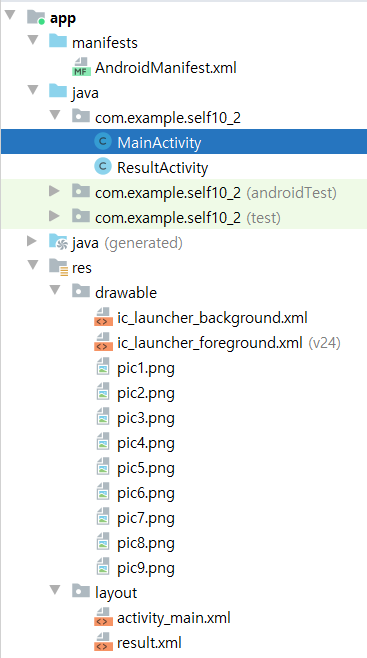 app
manifests
MF AndroidManifest.xml
java
com.example.self10_2
C MainActivity
C ResultActivity
com.example.self10_2 (androidTest)
com.example.self10_2 (test)
java (generated)
res
drawable
<> ic_launcher_background.xml
<> ic_launcher_foreground.xml (v24)
pic1.png
pic2.png
pic3.png
pic4.png
pic5.png
pic6.png
pic7.png
pic8.png
pic9.png
layout
<> activity_main.xml
<> result.xml